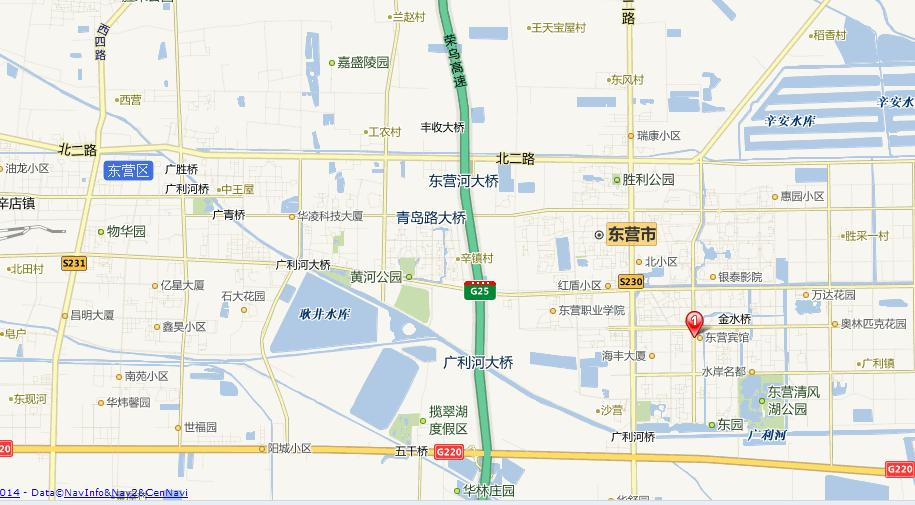 兰赵村
王天宝屋村
二路
稻香村
西四路
荣乌高速
嘉盛陵园
东风村
西营
辛安水库
辛安水
丰收大桥
工农村
瑞康小区
北二路
北二路
油龙小区
东营区
广胜桥
东营河大桥
胜利公园
广利河桥
中王屋
惠园小区
辛店镇
广青桥
华凌科技大厦
青岛路大桥
物华园
东营市
胜采一村
辛镇村
北田村
S231
广利河大桥
黄河公园
北小区
银泰影院
亿星大厦
G25
红盾小区
S230
石大花园
万达花园
昌明大厦
耿井水库
东营职业学院
1
金水桥
鑫昊大厦
奥林匹克花园
皂户
东营宾馆
广利河大桥
海丰大厦
广利镇
南苑小区
水岸名都
东现河
华炜馨园
揽翠湖
度假区
沙营
东营清风
湖公园
世福园
东园
广利河桥
广利河
20
阳城小区
五干桥
G220
G220
014 - Data©NavInfo&Nav2&CenNavi
华林庄园